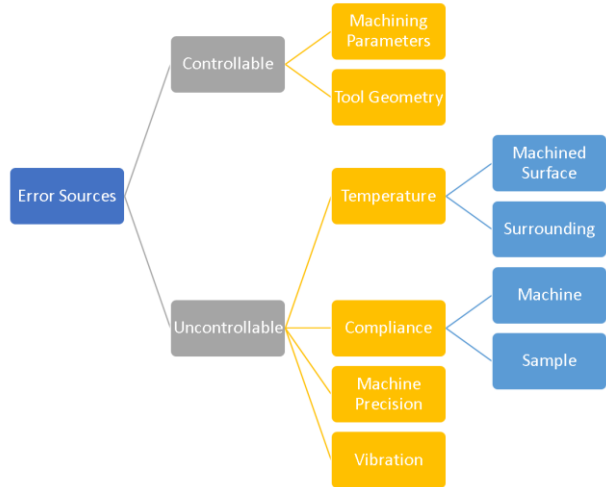 Machining
Parameters
Controllable
Tool Geometry
Machined
Surface
Error Sources
Temperature
Surrounding
Machine
Uncontrollable
Compliance
Sample
Machine
Precision
Vibration